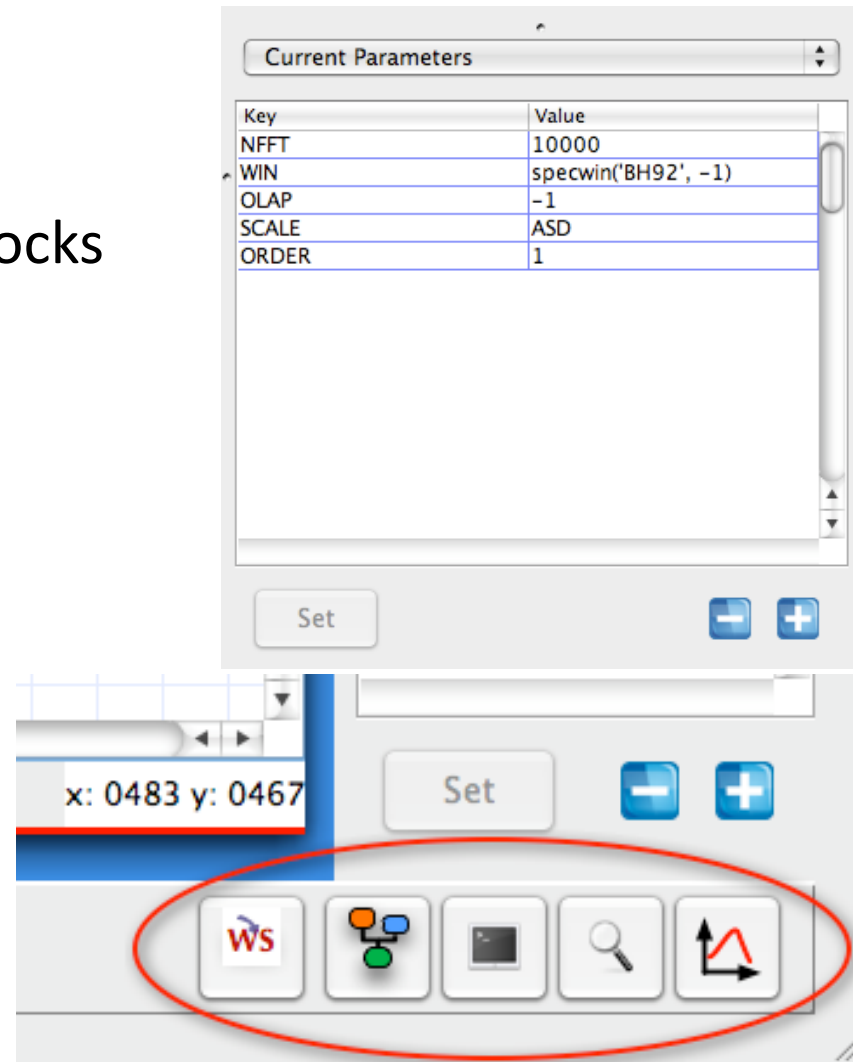 Current Parameters
Key Value
NFFT 10000
WIN specwin('BH92', -1)
OLAP -1
SCALE ASD
ORDER 1
ocks
Set
x: 0483 y: 0467
Set
WS